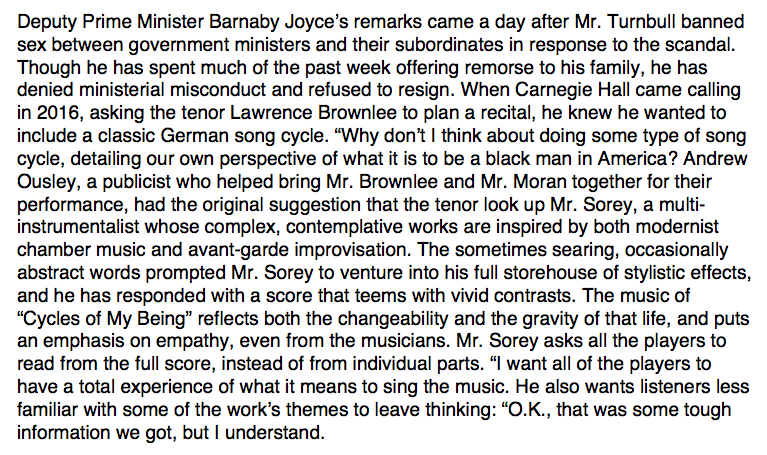 Deputy Prime Minister Barnaby Joyce’s remarks came a day after Mr. Turnbull banned
sex between government ministers and their subordinates in response to the scandal.
Though he has spent much of the past week offering remorse to his family, he has
denied ministerial misconduct and refused to resign. When Carnegie Hall came calling
in 2016, asking the tenor Lawrence Brownlee to plan a recital, he knew he wanted to
include a classic German song cycle. “Why don’t I think about doing some type of song
cycle, detailing our own perspective of what it is to be a black man in America? Andrew
Ousley, a publicist who helped bring Mr. Brownlee and Mr. Moran together for their
performance, had the original suggestion that the tenor look up Mr. Sorey, a multi-
instrumentalist whose complex, contemplative works are inspired by both modernist
chamber music and avant-garde improvisation. The sometimes searing, occasionally
abstract words prompted Mr. Sorey to venture into his full storehouse of stylistic effects,
and he has responded with a score that teems with vivid contrasts. The music of
“Cycles of My Being” reflects both the changeability and the gravity of that life, and puts
an emphasis on empathy, even from the musicians. Mr. Sorey asks all the players to
read from the full score, instead of from individual parts. “I want all of the players to
have a total experience of what it means to sing the music. He also wants listeners less
familiar with some of the work’s themes to leave thinking: “O.K., that was some tough
information we got, but I understand.